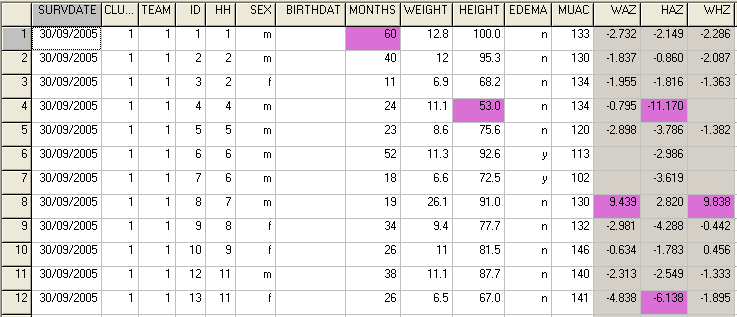 SURVDATE CLU... TEAM ID HH SEX BIRTHDAT MONTHS WEIGHT HEIGHT EDEMA MUAC WAZ HAZ WHZ
1 30/09/2005 1 1 1 1 m 60 12.8 100.0 n 133 -2.732 -2.149 -2.286
2 30/09/2005 1 1 2 2 m 40 12 95.3 n 130 -1.837 -0.860 -2.087
3 30/09/2005 1 1 3 2 f 11 6.9 68.2 n 134 -1.955 -1.816 -1.363
4 30/09/2005 1 1 4 4 m 24 11.1 53.0 n 134 -0.795 -11.170
5 30/09/2005 1 1 5 5 m 23 8.6 75.6 n 120 -2.898 -3.786 -1.382
6 30/09/2005 1 1 6 6 m 52 11.3 92.6 y 113 -2.986
7 30/09/2005 1 1 7 6 m 18 6.6 72.5 y 102 -3.619
8 30/09/2005 1 1 8 7 m 19 26.1 91.0 n 130 9.439 2.820 9.838
9 30/09/2005 1 1 9 8 f 34 9.4 77.7 n 132 -2.981 -4.288 -0.442
10 30/09/2005 1 1 10 9 f 26 11 81.5 n 146 -0.634 -1.783 0.456
11 30/09/2005 1 1 12 11 m 38 11.1 87.7 n 140 -2.313 -2.549 -1.333
12 30/09/2005 1 1 13 11 f 26 6.5 67.0 n 141 -4.838 -6.138 -1.895